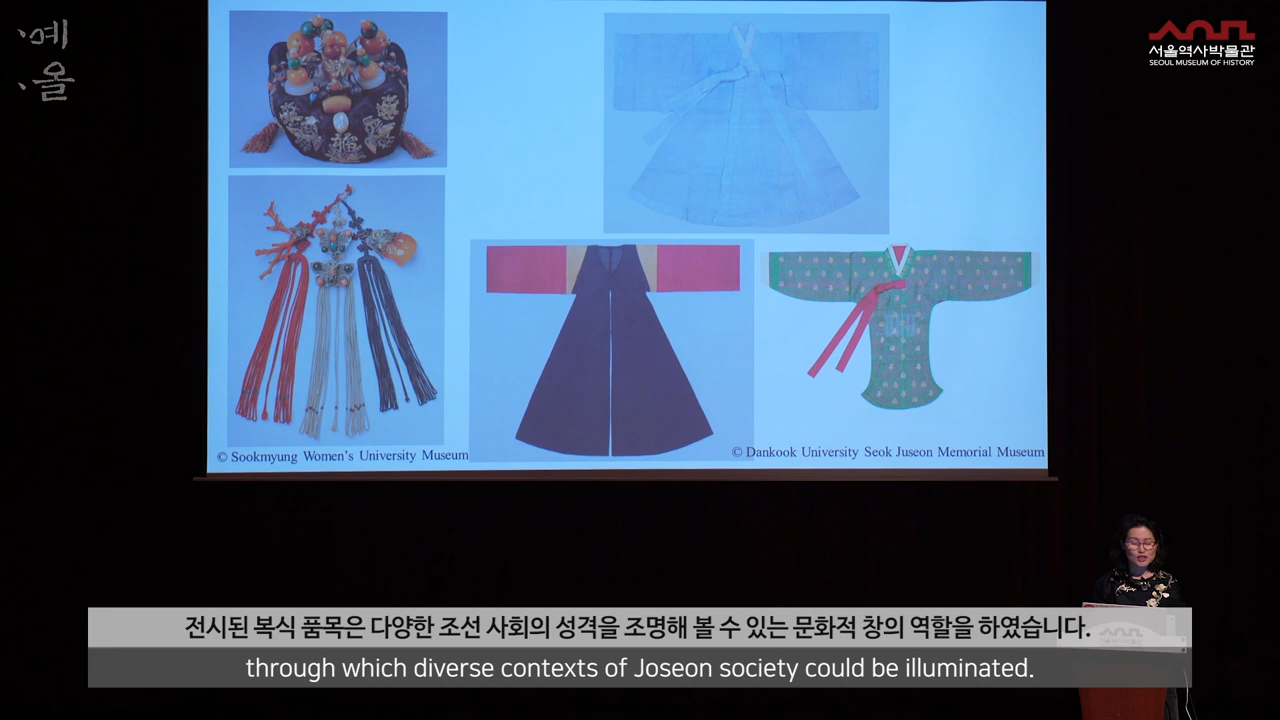 예
올
서울역사박물관
SEOUL MUSEUM OF HISTORY
© Sookmyung Women's University Museum
© Dankook University Seok Juseon Memorial Museum
전시된 복식 품목은 다양한 조선 사회의 성격을 조명해 볼 수 있는 문화적 창의 역할을 하였습니다.
through which diverse contexts of Joseon society could be illuminated.